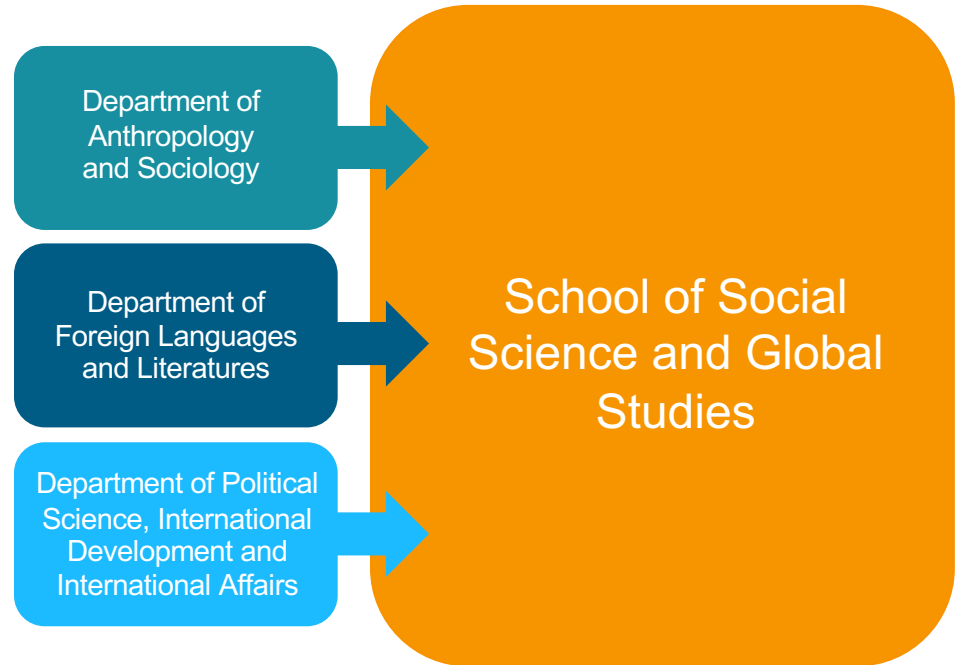 Department of
Anthropology
and Sociology
Department of
Foreign Languages
and Literatures
Department of Political
Science, International
Development and
International Affairs
School of Social
Science and Global
Studies